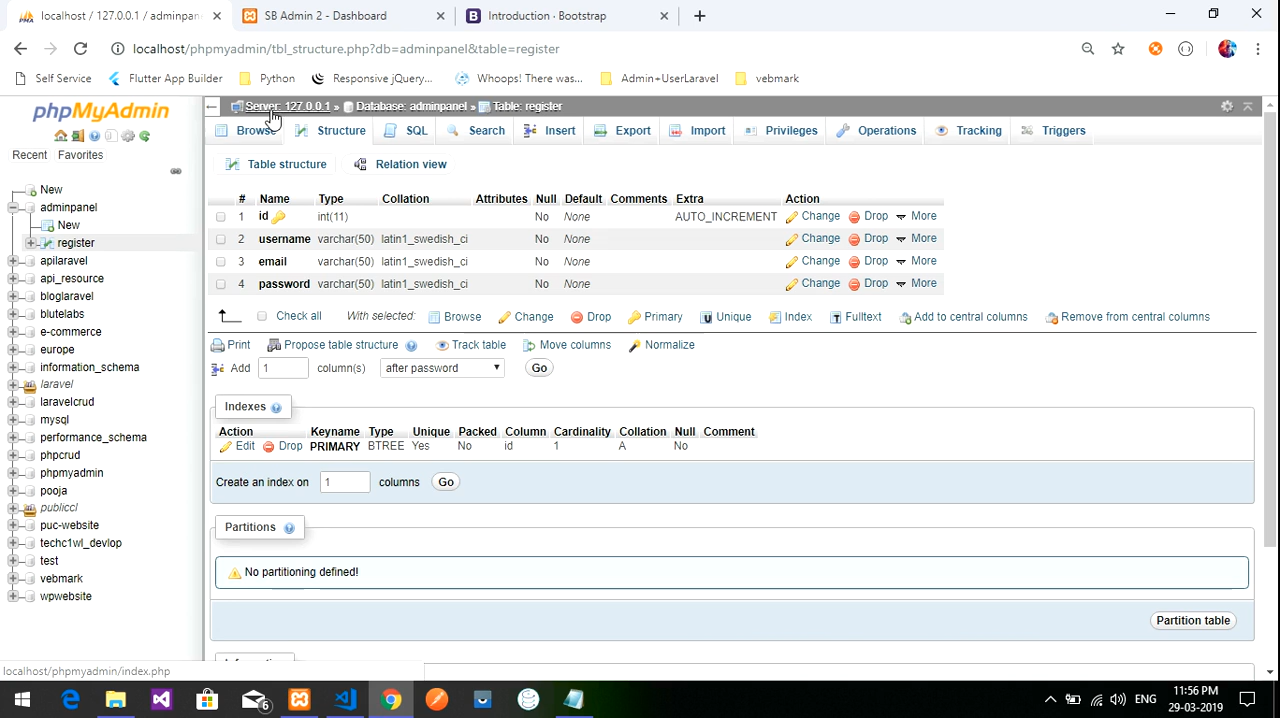 localhost / 127.0.0.1 / adminpan
SB Admin 2 - Dashboard
Introduction · Bootstrap
localhost/phpmyadmin/tbl_structure.php?db=adminpanel&table=register
Self Service
Flutter App Builder
Python
Responsive jQuery...
Whoops! There was...
Admin+UserLaravel
vebmark
phpMyAdmin
Recent Favorites
New
adminpanel
New
register
apilaravel
api_resource
bloglaravel
blutelabs
e-commerce
europe
information_schema
laravel
laravelcrud
mysql
performance_schema
phpcrud
phpmyadmin
pooja
publiccl
puc-website
techc1wl_devlop
test
vebmark
wpwebsite
Server: 127.0.0.1 » Database: adminpanel » Table: register
Browse Structure SQL Search Insert Export Import Privileges Operations Tracking Triggers
Table structure Relation view
# Name Type Collation Attributes Null Default Comments Extra Action
1 id int(11) No None AUTO_INCREMENT Change Drop More
2 username varchar(50) latin1_swedish_ci No None Change Drop More
3 email varchar(50) latin1_swedish_ci No None Change Drop More
4 password varchar(50) latin1_swedish_ci No None Change Drop More
Check all With selected: Browse Change Drop Primary Unique Index Fulltext Add to central columns Remove from central columns
Print Propose table structure Track table Move columns Normalize
Add 1 column(s) after password Go
Indexes
Action Keyname Type Unique Packed Column Cardinality Collation Null Comment
Edit Drop PRIMARY BTREE Yes No id 1 A No
Create an index on 1 columns Go
Partitions
No partitioning defined!
Partition table
localhost/phpmyadmin/index.php
6
ENG
11:56 PM
29-03-2019